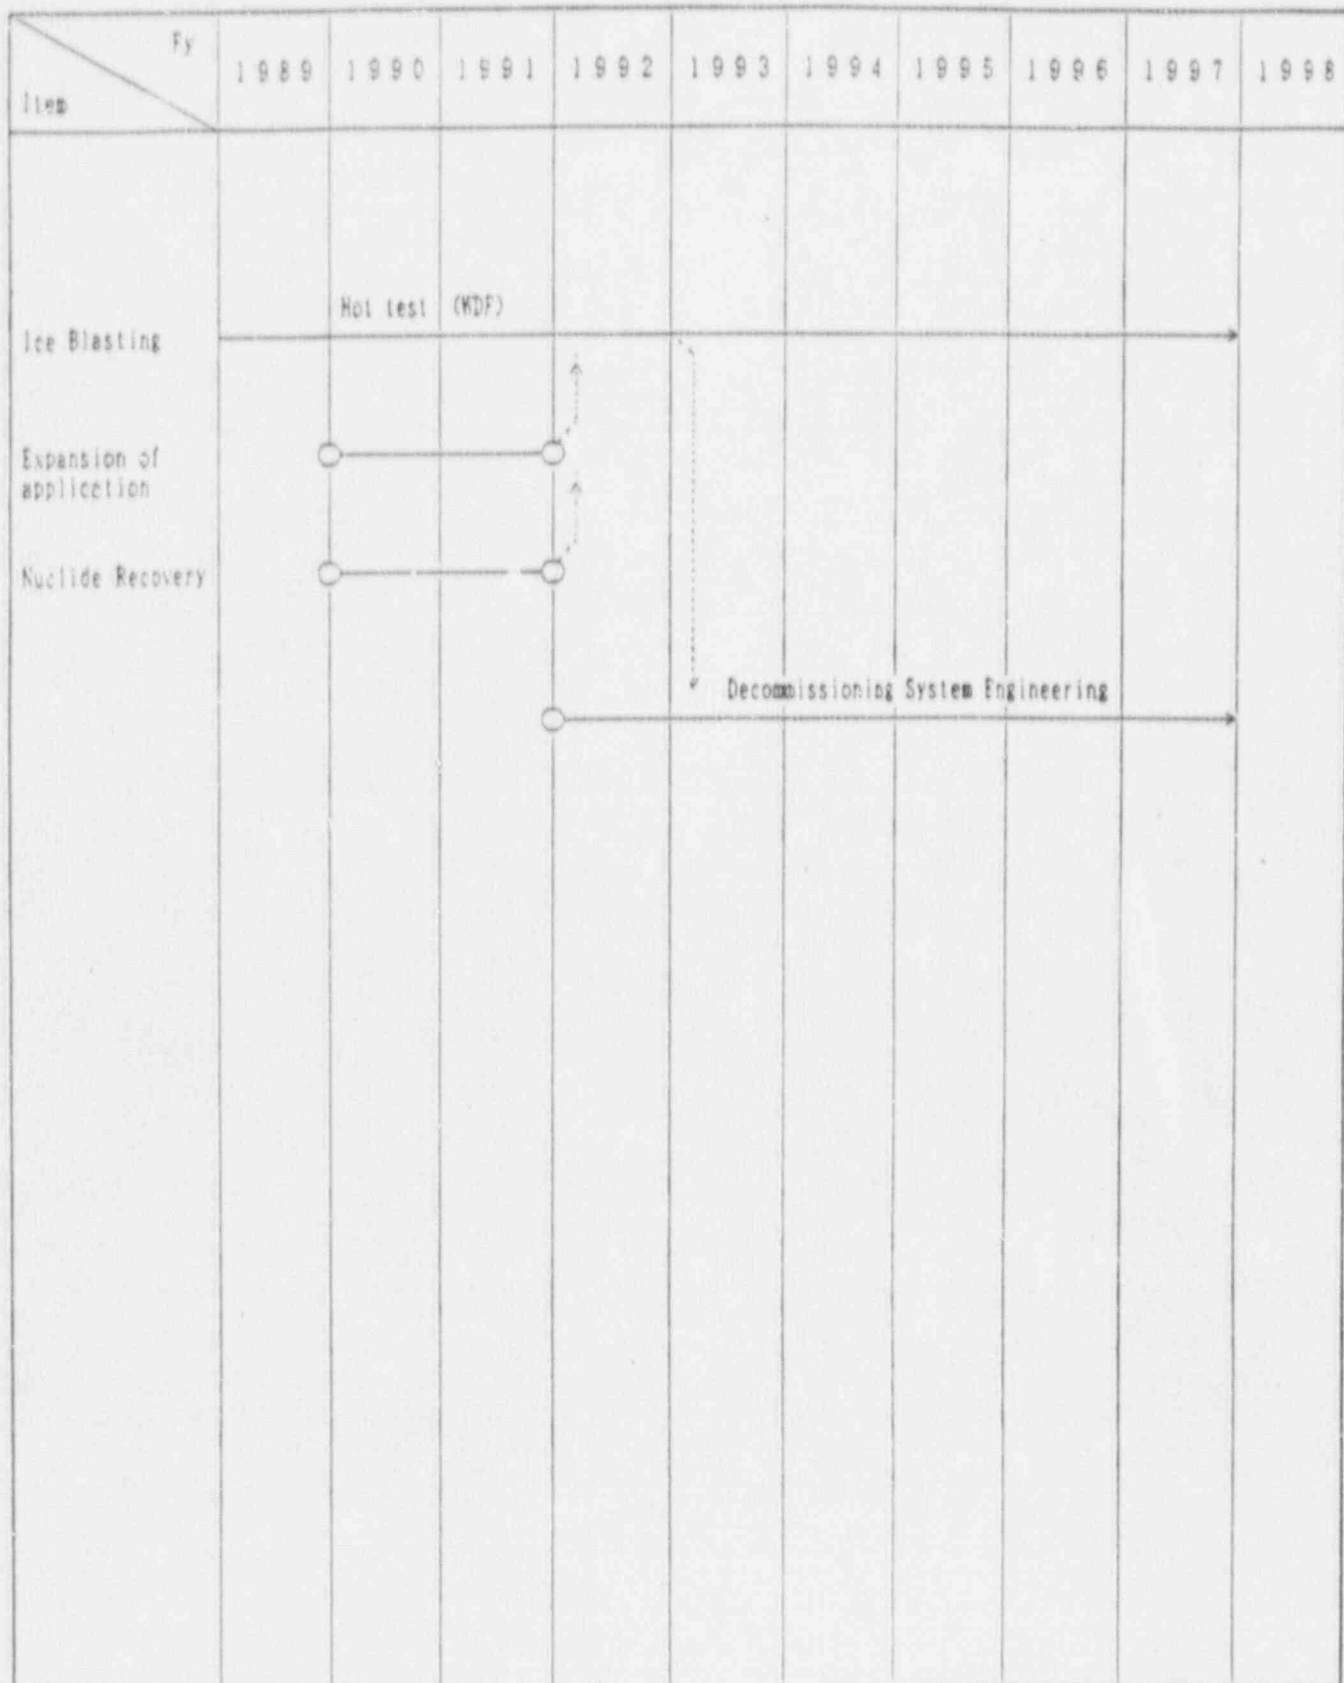 Fy
Item
1989 1990 1991 1992 1993 1994 1995 1996 1997 1998
Hot test (WDF)
Ice Blasting
Expansion of
application
Nuclide Recovery
Decommissioning System Engineering